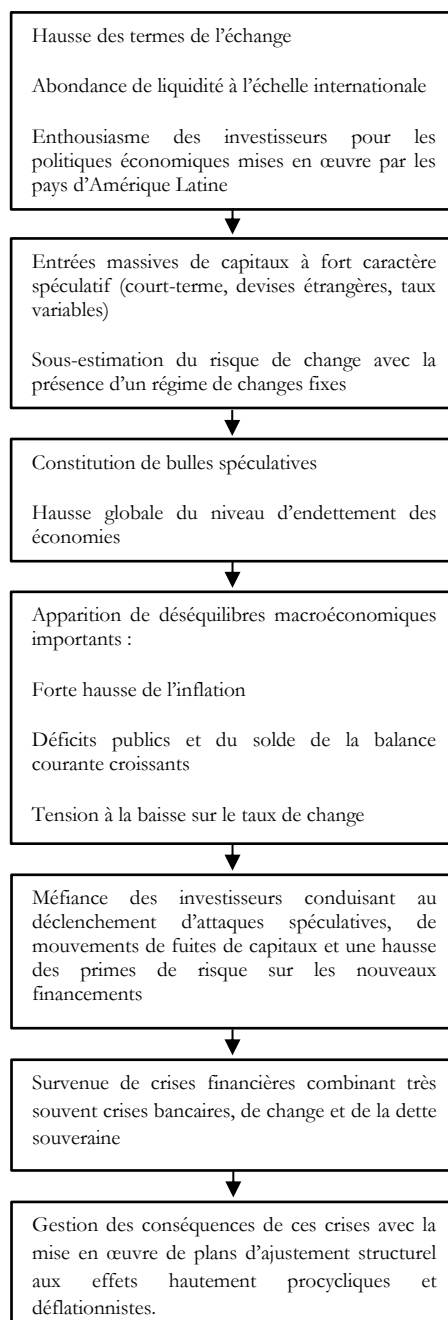 Hausse des termes de l'échange
Abondance de liquidité à l'échelle internationale
Enthousiasme des investisseurs pour les
politiques économiques mises en œuvre par les
pays d'Amérique Latine
Entrées massives de capitaux à fort caractère
spéculatif (court-terme, devises étrangères, taux
variables)
Sous-estimation du risque de change avec la
présence d'un régime de changes fixes
Constitution de bulles spéculatives
Hausse globale du niveau d'endettement des
économies
Apparition de déséquilibres macroéconomiques
importants :
Forte hausse de l'inflation
Déficits publics et du solde de la balance
courante croissants
Tension à la baisse sur le taux de change
Méfiance des investisseurs conduisant au
déclenchement d'attaques spéculatives, de
mouvements de fuites de capitaux et une hausse
des primes de risque sur les nouveaux
financements
Survenue de crises financières combinant très
souvent crises bancaires, de change et de la dette
souveraine
Gestion des conséquences de ces crises avec la
mise en œuvre de plans d'ajustement structurel
aux effets hautement procycliques et
déflationnistes.